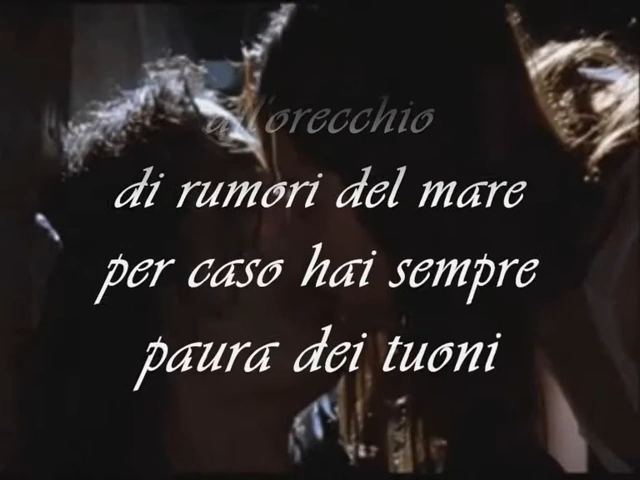 all'orecchio
di rumori del mare
per caso hai sempre
paura dei tuoni